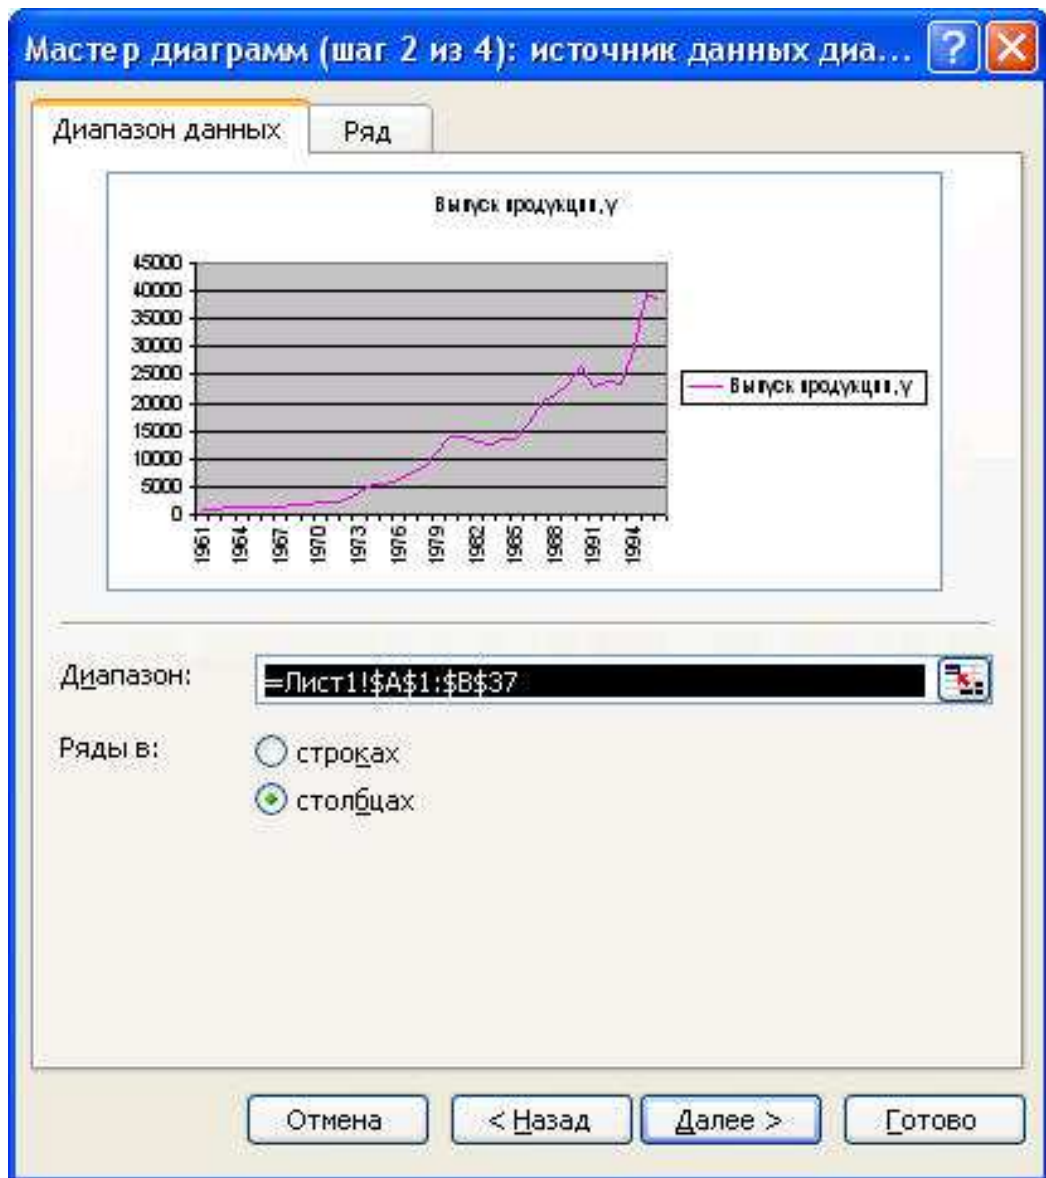 Мастер диаграмм (шаг 2 из 4): источник данных диа...
Диапазон данных
Ряд
Выпуск продукции, y
45000
40000
35000
30000
25000
20000
15000
10000
5000
0
Выпуск продукции, y
1961 1964 1967 1970 1973 1976 1979 1982 1985 1988 1991 1994
Диапазон:
=Лист1!$A$1:$B$37
Ряды в:
строках
столбцах
Отмена
< Назад
Далее >
Готово